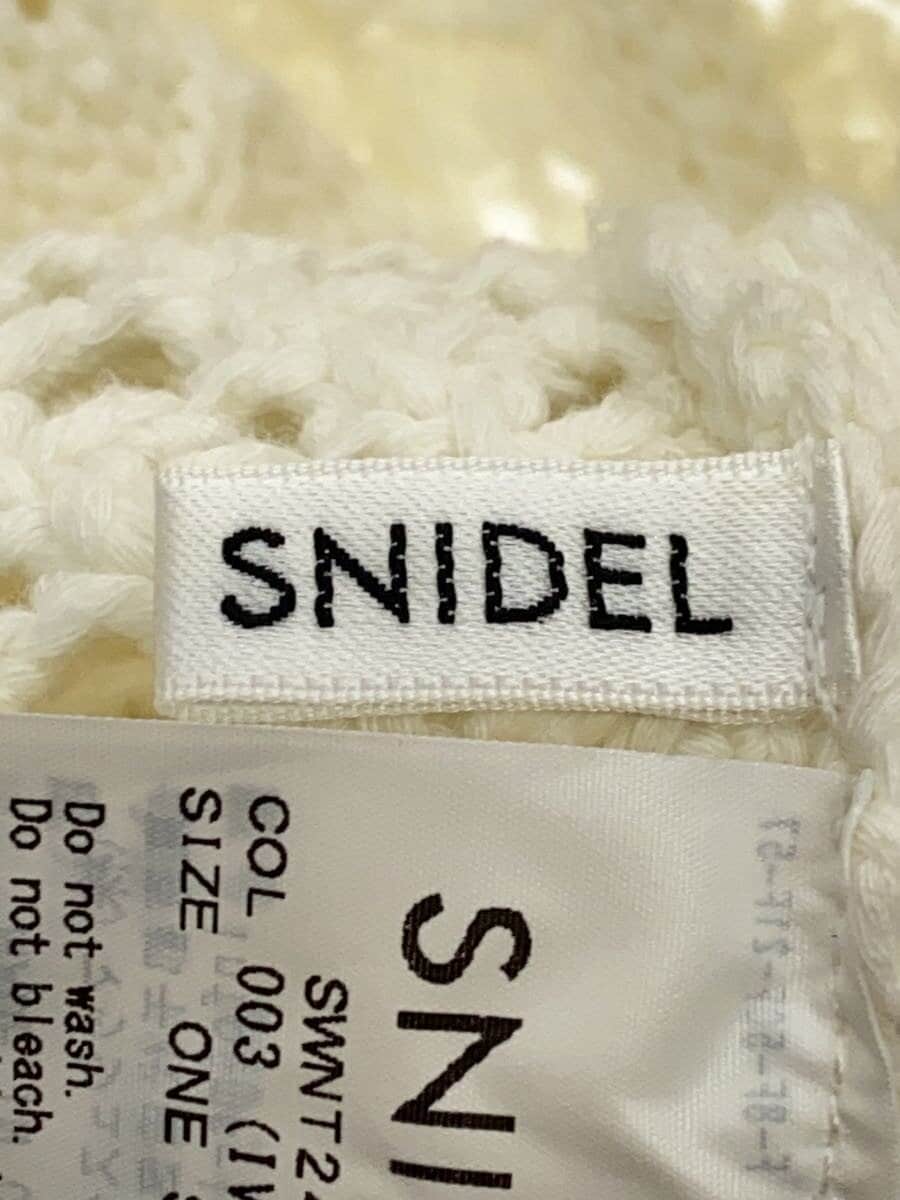 SNIDEL
SNI
SWNT2
COL 003 (IV
SIZE ONE S
Do not wash.
Do not bleach.